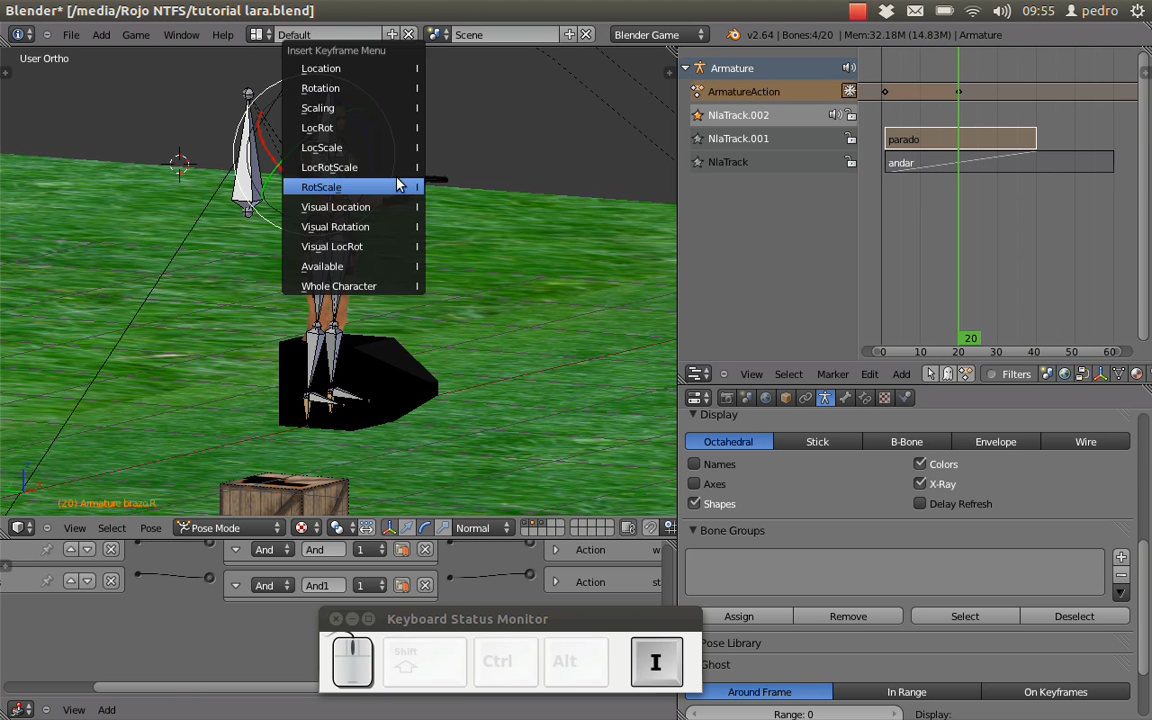 Blender* [/media/Rojo NTFS/tutorial lara.blend]
09:55
pedro
File Add Game Window Help
Default
Scene
Blender Game
v2.64 | Bones:4/20 | Mem:32.18M (14.83M) | Armature
User Ortho
Insert Keyframe Menu
Location I
Rotation I
Scaling I
LocRot I
LocScale I
LocRotScale I
RotScale I
Visual Location I
Visual Rotation I
Visual LocRot I
Available I
Whole Character I
(20) Armature brazo.R
Armature
ArmatureAction
NlaTrack.002
NlaTrack.001
parado
NlaTrack
andar
20
0 10 20 30 40 50 60
View Select Marker Edit Add
Filters
Display
Octahedral Stick B-Bone Envelope Wire
Names Colors
Axes X-Ray
Shapes Delay Refresh
Bone Groups
Assign Remove Select Deselect
Pose Library
Ghost
Around Frame In Range On Keyframes
Range: 0 Display:
View Select Pose
Pose Mode
Normal
And And 1 Action w
And And1 1 Action st
Keyboard Status Monitor
Shift
Ctrl
Alt
I
View Add